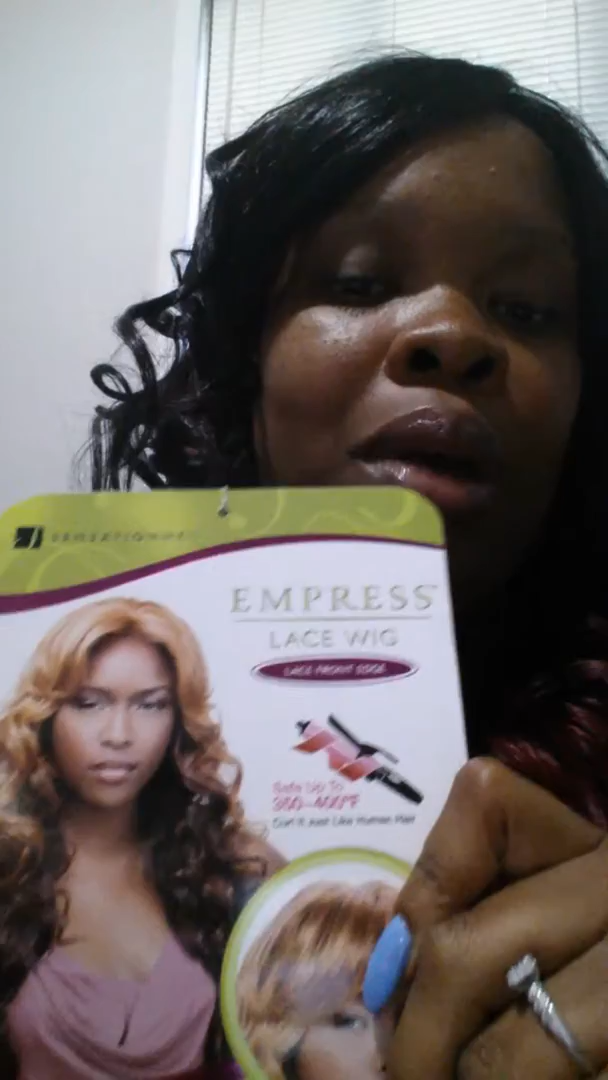 SENSATIONNEL
EMPRESS
LACE WIG
LACE FRONT EDGE
Safe Up To
350-400°F
Curl It Just Like Human Hair